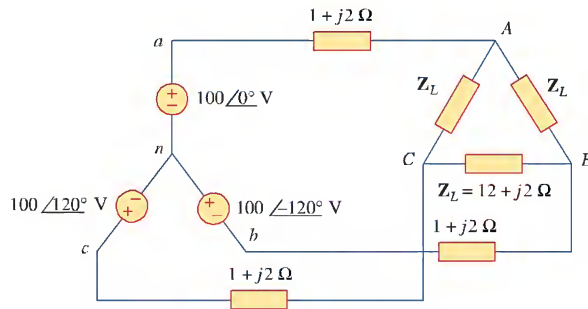 1 + j2 Ω
a
A
+
−
100 /0° V
Z_L
Z_L
n
C
B
100 /120° V
−
+
+
−
100 /−120° V
Z_L = 12 + j2 Ω
1 + j2 Ω
b
c
1 + j2 Ω